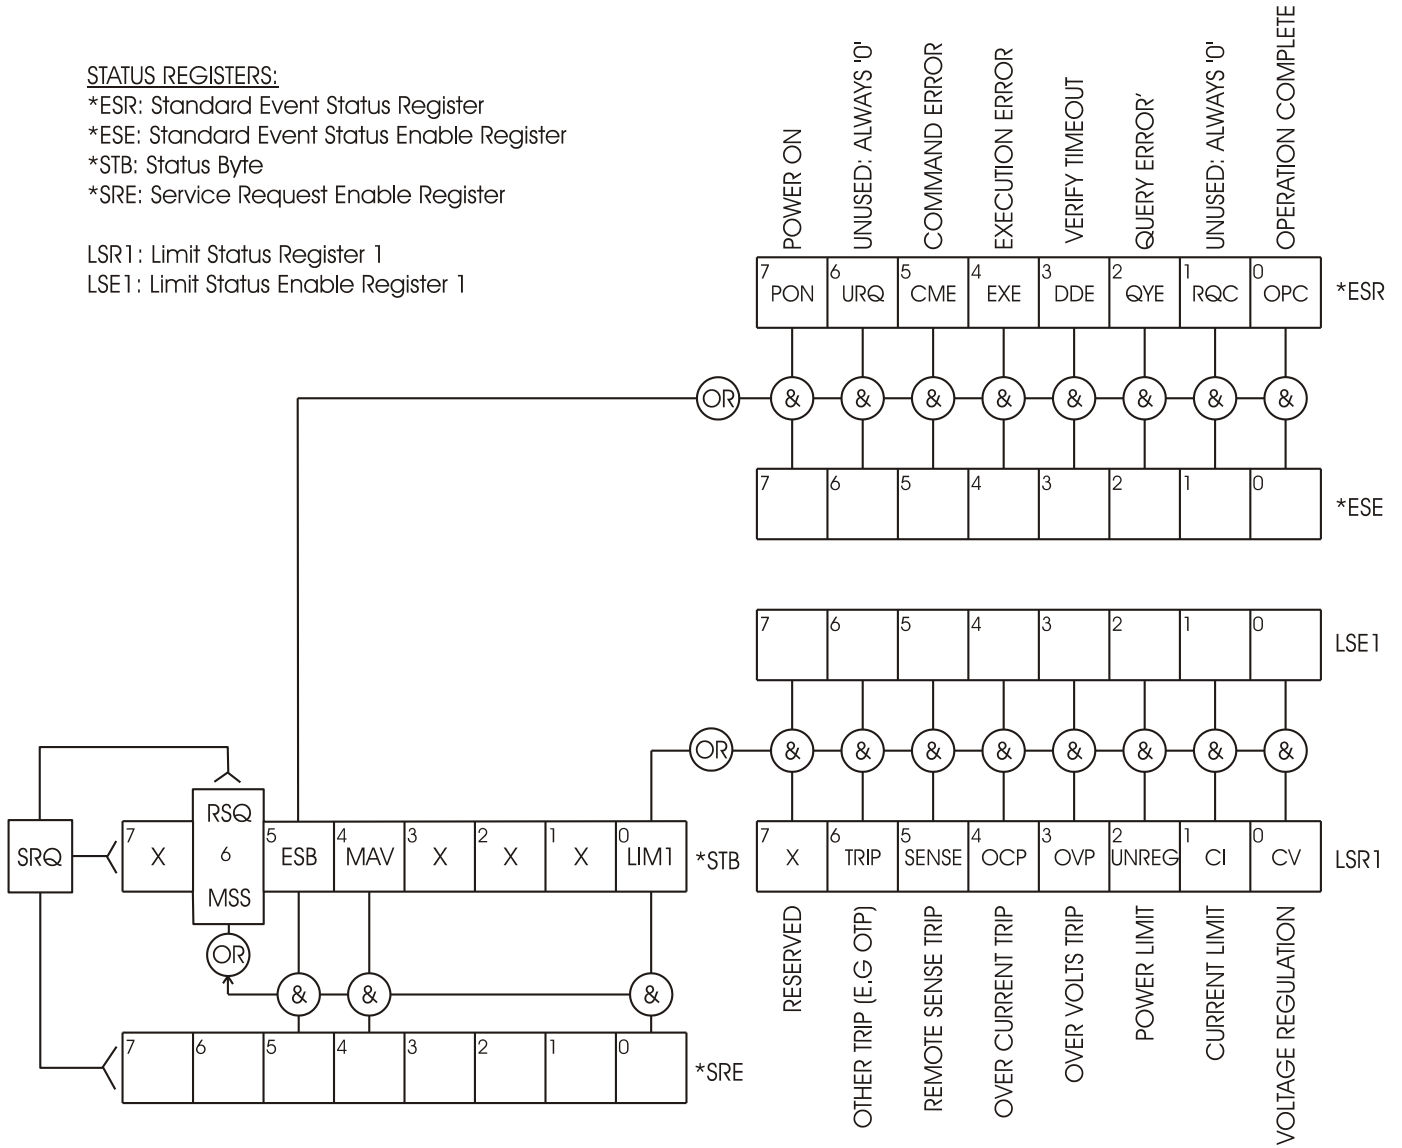 STATUS REGISTERS:
*ESR: Standard Event Status Register
*ESE: Standard Event Status Enable Register
*STB: Status Byte
*SRE: Service Request Enable Register
LSR1: Limit Status Register 1
LSE1: Limit Status Enable Register 1
POWER ON
UNUSED: ALWAYS '0'
COMMAND ERROR
EXECUTION ERROR
VERIFY TIMEOUT
QUERY ERROR'
UNUSED: ALWAYS '0'
OPERATION COMPLETE
7 6 5 4 3 2 1 0
PON URQ CME EXE DDE QYE RQC OPC *ESR
OR & & & & & & & &
7 6 5 4 3 2 1 0
*ESE
7 6 5 4 3 2 1 0
LSE1
OR & & & & & & & &
RSQ
7 5 4 3 2 1 0
SRQ X 6 ESB MAV X X X LIM1 *STB
MSS
OR
& & &
7 6 5 4 3 2 1 0
*SRE
7 6 5 4 3 2 1 0
X TRIP SENSE OCP OVP UNREG CI CV LSR1
RESERVED
OTHER TRIP (E.G OTP)
REMOTE SENSE TRIP
OVER CURRENT TRIP
OVER VOLTS TRIP
POWER LIMIT
CURRENT LIMIT
VOLTAGE REGULATION